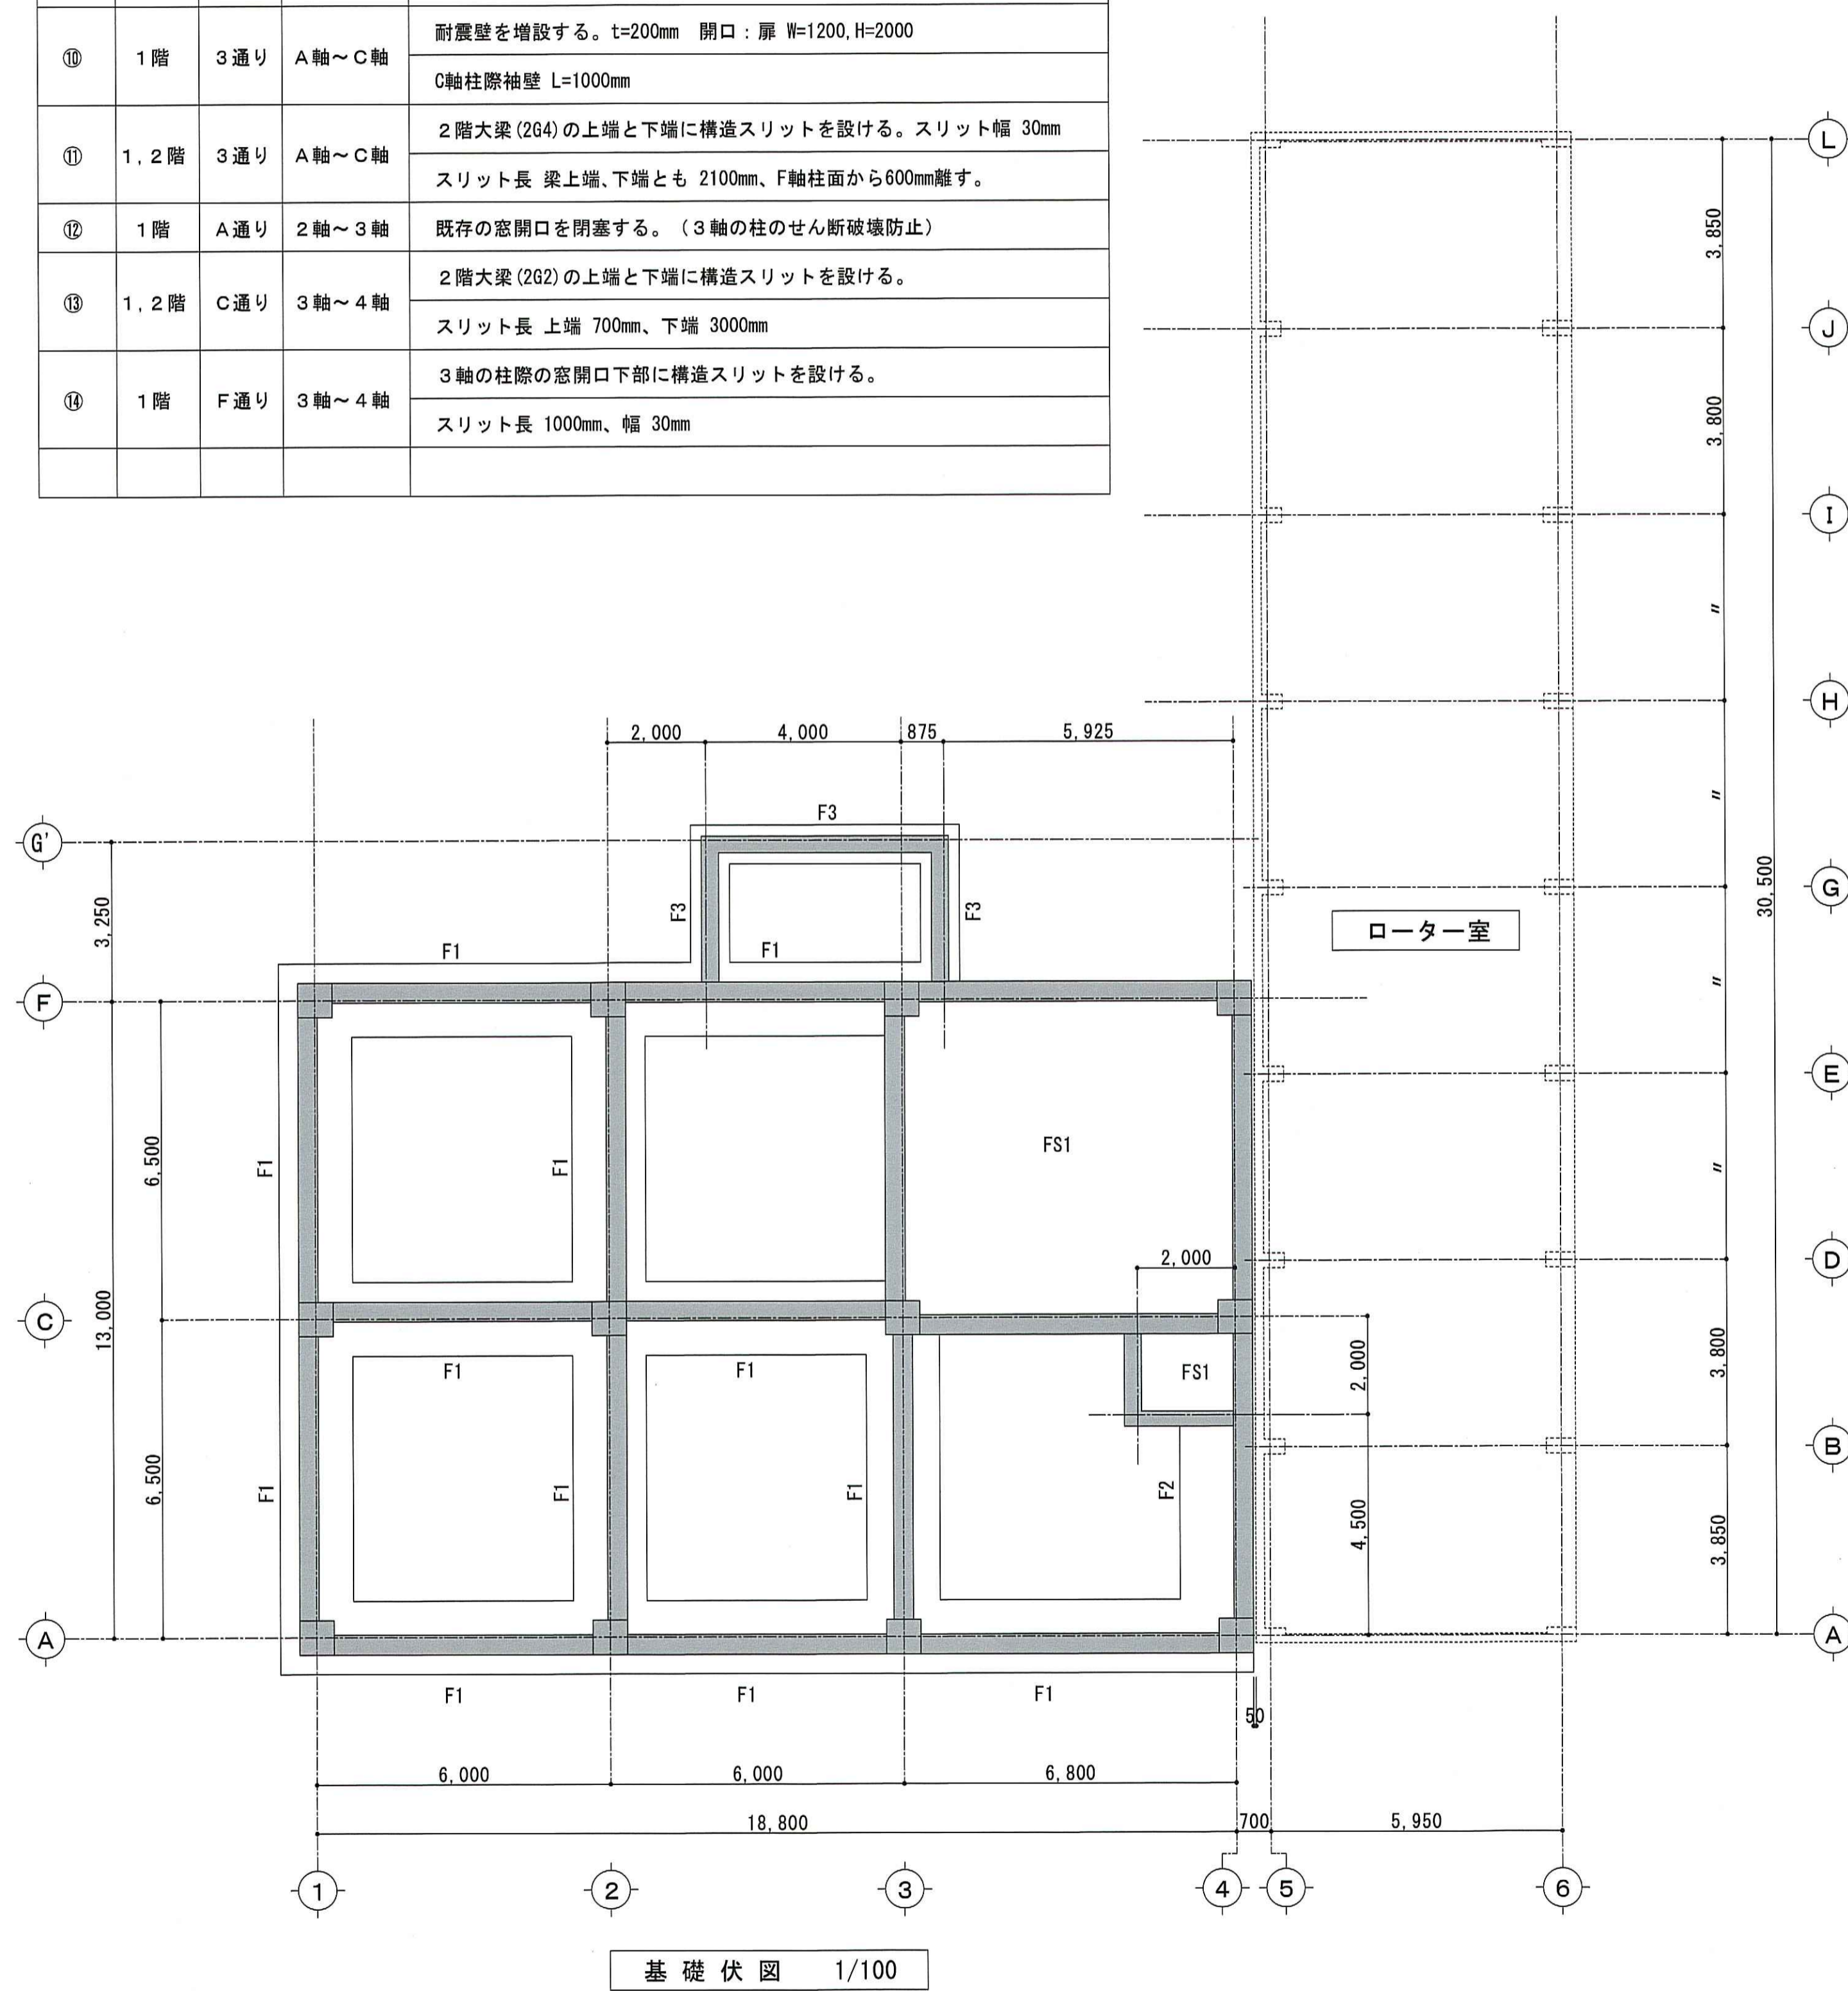 ⑩ 1階 3通り A軸～C軸 耐震壁を増設する。t=200mm 開口：扉 W=1200,H=2000
C軸柱際袖壁 L=1000mm
⑪ 1,2階 3通り A軸～C軸 2階大梁(2G4)の上端と下端に構造スリットを設ける。スリット幅 30mm
スリット長 梁上端、下端とも 2100mm、F軸柱面から600mm離す。
⑫ 1階 A通り 2軸～3軸 既存の窓開口を閉塞する。（3軸の柱のせん断破壊防止）
⑬ 1,2階 C通り 3軸～4軸 2階大梁(2G2)の上端と下端に構造スリットを設ける。
スリット長 上端 700mm、下端 3000mm
⑭ 1階 F通り 3軸～4軸 3軸の柱際の窓開口下部に構造スリットを設ける。
スリット長 1000mm、幅 30mm
L
3,850
J
3,800
I
〃
H
2,000 4,000 875 5,925
〃
F3
G'
30,500
G
3,250
F3
F3
ローター室
F1
F1
〃
F
E
6,500
F1
F1
FS1
〃
2,000
D
13,000
C
F1
F1
FS1
2,000
3,800
B
6,500
F1
F1
F1
F2
4,500
3,850
A
A
F1
F1
F1
50
6,000 6,000 6,800
18,800 700 5,950
1 2 3 4 5 6
基礎伏図 1/100